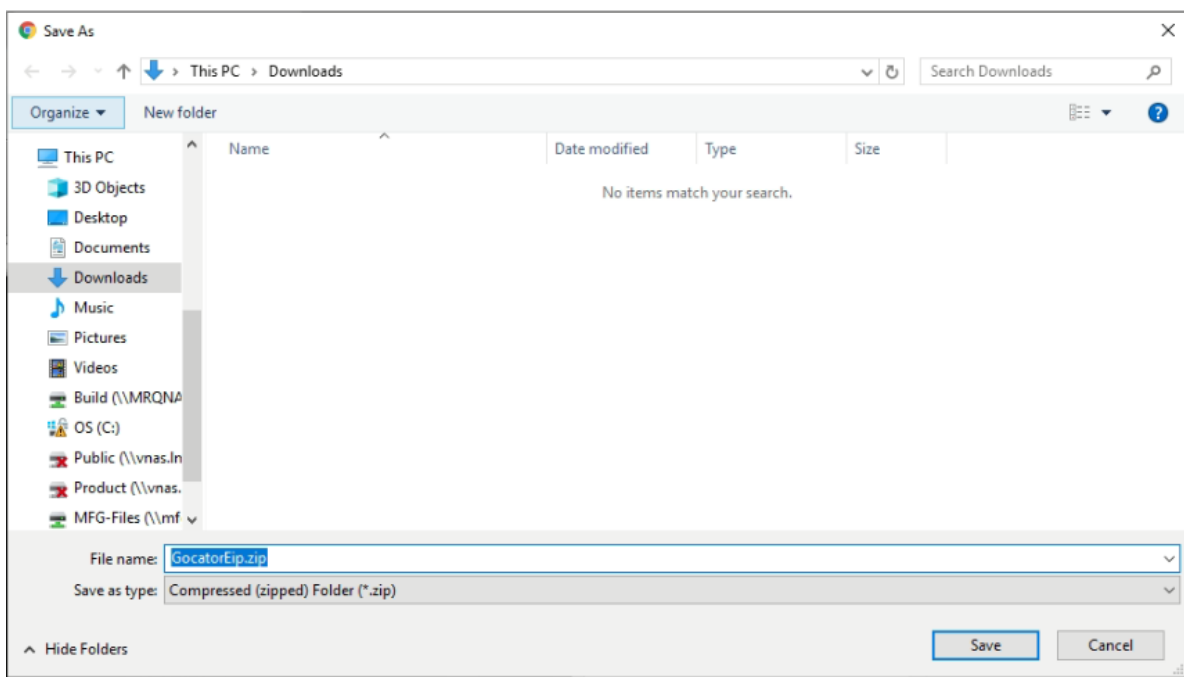 Save As
This PC > Downloads
Search Downloads
Organize
New folder
Name
Date modified
Type
Size
No items match your search.
This PC
3D Objects
Desktop
Documents
Downloads
Music
Pictures
Videos
Build (\\MRQNA
OS (C:)
Public (\\vnas.In
Product (\\vnas.
MFG-Files (\\mf
File name: GocatorEip.zip
Save as type: Compressed (zipped) Folder (*.zip)
Hide Folders
Save
Cancel